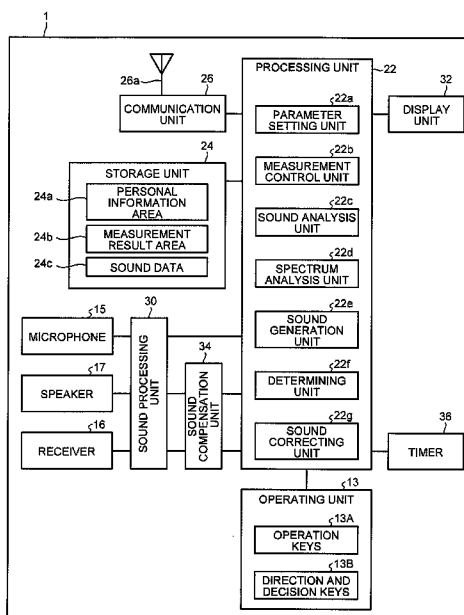 1
26a
26
COMMUNICATION
UNIT
PROCESSING UNIT
22
22a
PARAMETER
SETTING UNIT
22b
MEASUREMENT
CONTROL UNIT
22c
SOUND ANALYSIS
UNIT
22d
SPECTRUM
ANALYSIS UNIT
22e
SOUND
GENERATION
UNIT
22f
DETERMINING
UNIT
22g
SOUND
CORRECTING
UNIT
32
DISPLAY
UNIT
24
STORAGE UNIT
24a
PERSONAL
INFORMATION
AREA
24b
MEASUREMENT
RESULT AREA
24c
SOUND DATA
15
MICROPHONE
17
SPEAKER
16
RECEIVER
30
SOUND PROCESSING
UNIT
34
SOUND
COMPENSATION
UNIT
36
TIMER
13
OPERATING UNIT
13A
OPERATION
KEYS
13B
DIRECTION AND
DECISION KEYS